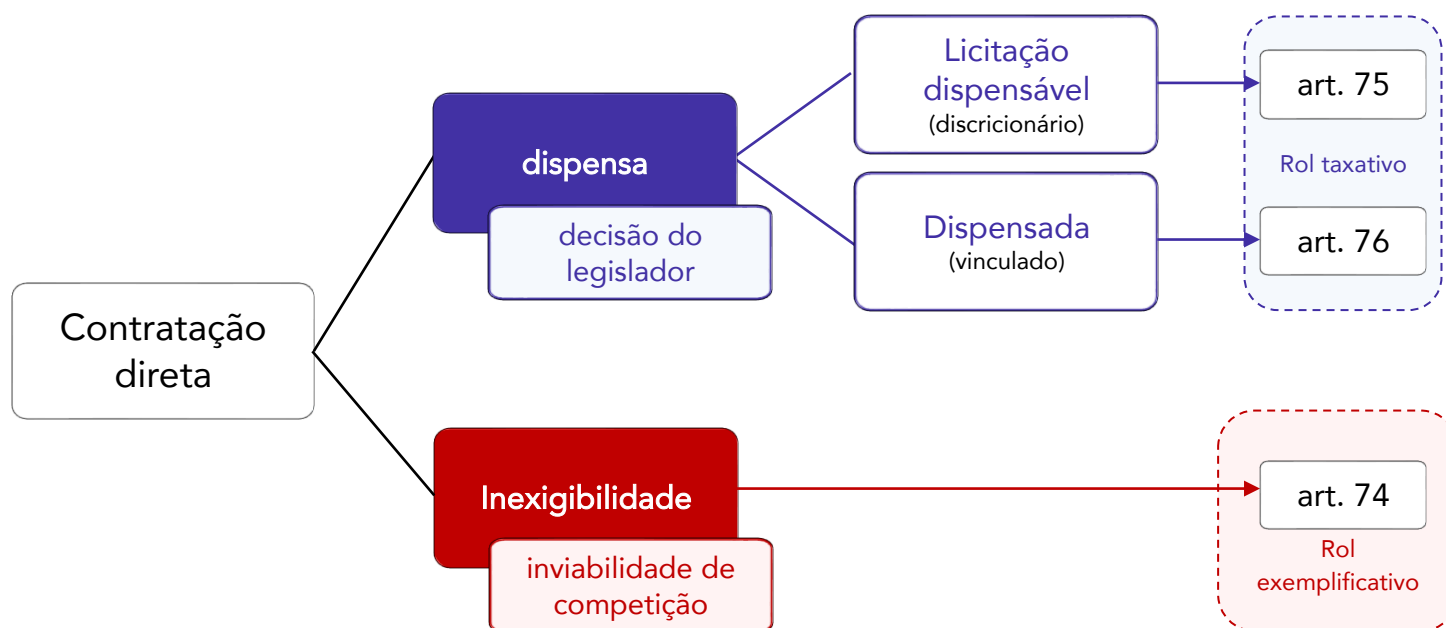 Contratação
direta
dispensa
decisão do
legislador
Licitação
dispensável
(discricionário)
art. 75
Rol taxativo
Dispensada
(vinculado)
art. 76
Inexigibilidade
inviabilidade de
competição
art. 74
Rol
exemplificativo